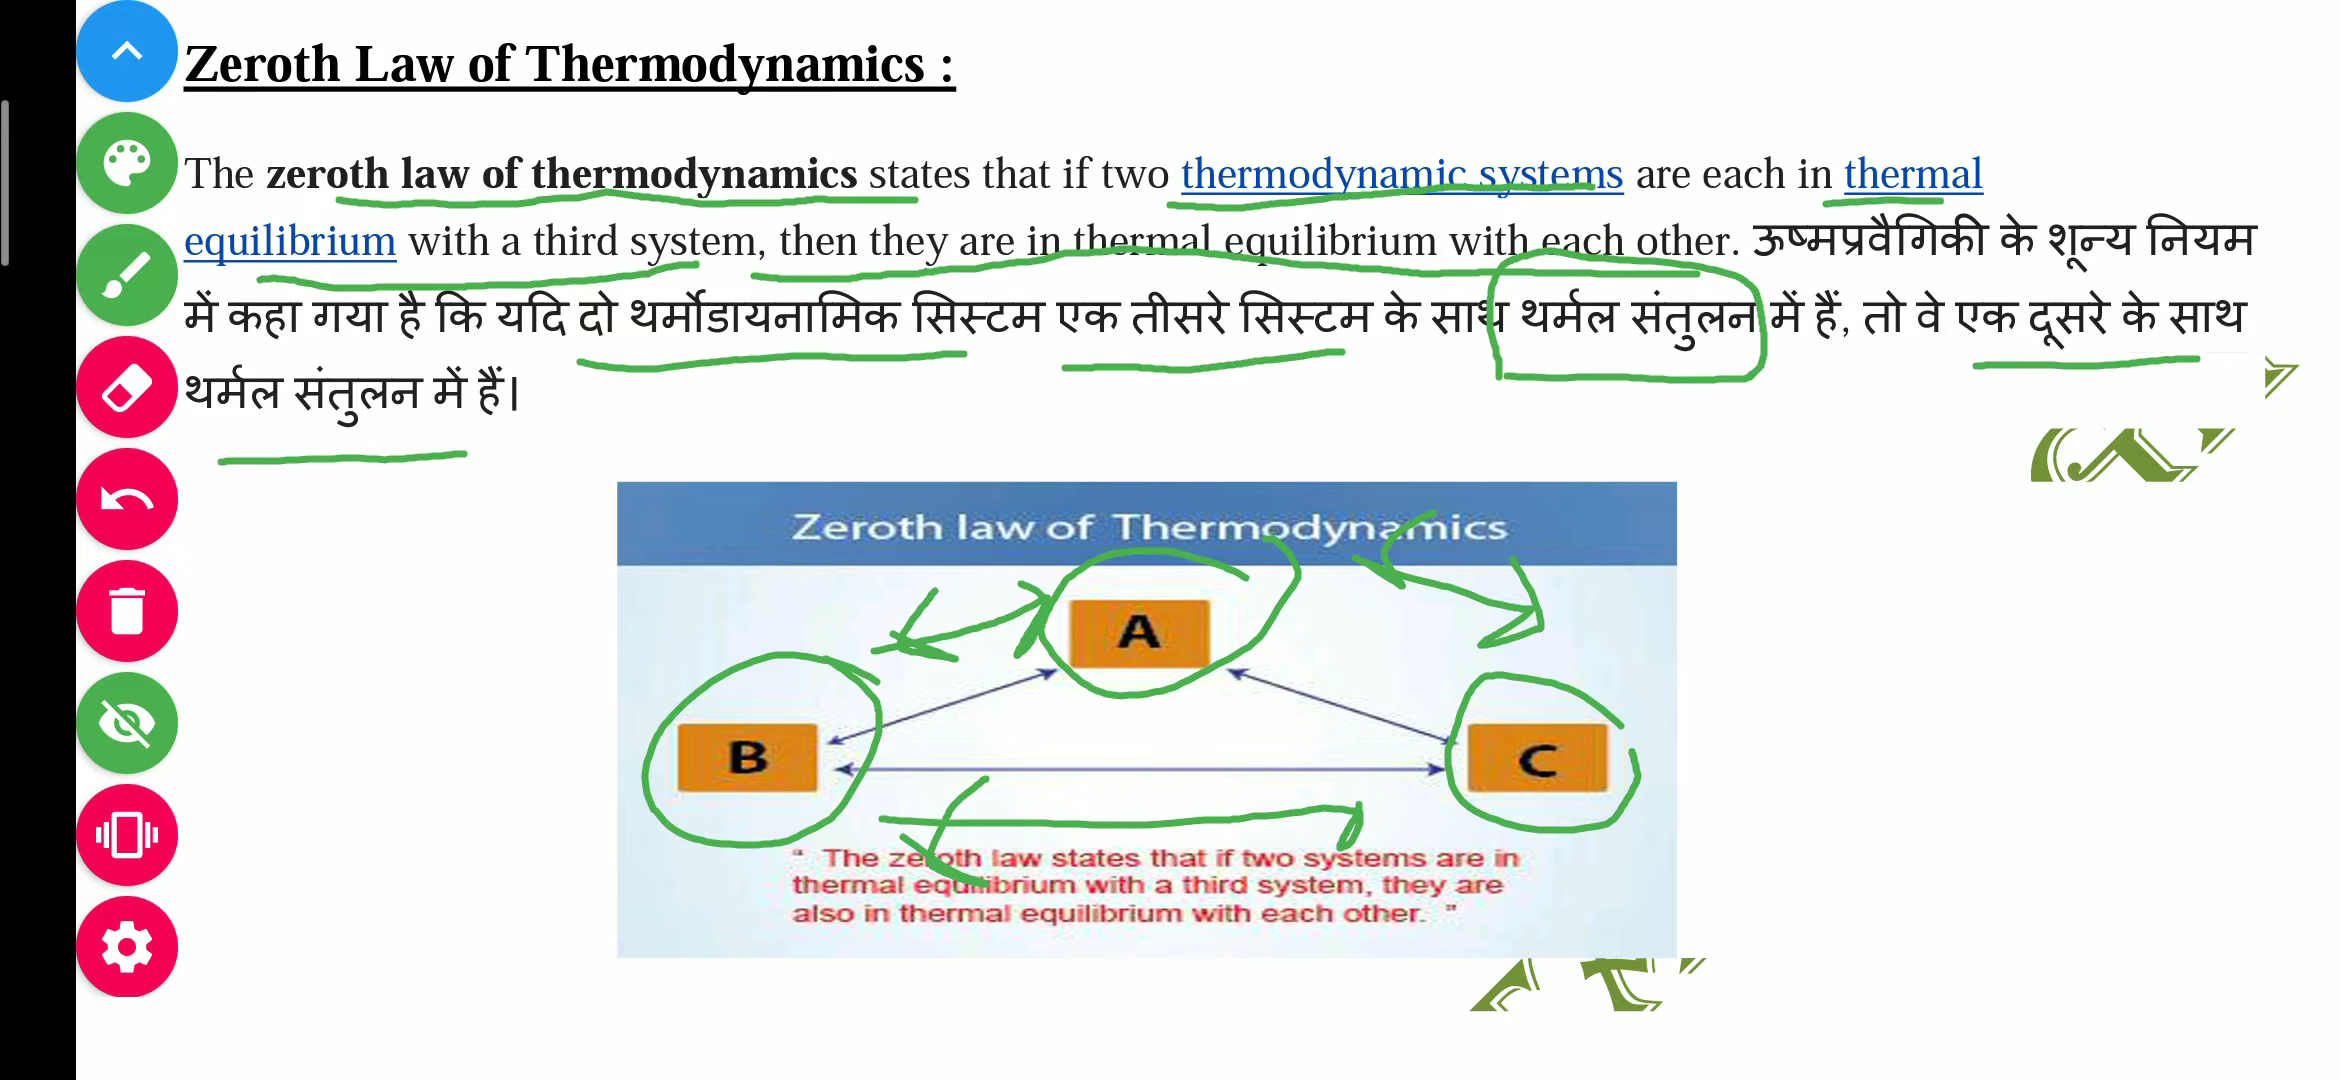 Zeroth Law of Thermodynamics :
The zeroth law of thermodynamics states that if two thermodynamic systems are each in thermal
equilibrium with a third system, then they are in thermal equilibrium with each other. ऊष्मप्रवैगिकी के शून्य नियम
में कहा गया है कि यदि दो थर्मोडायनामिक सिस्टम एक तीसरे सिस्टम के साथ थर्मल संतुलन में हैं, तो वे एक दूसरे के साथ
थर्मल संतुलन में हैं।
Zeroth law of Thermodynamics
A
B
C
" The zeroth law states that if two systems are in
thermal equilibrium with a third system, they are
also in thermal equilibrium with each other. "